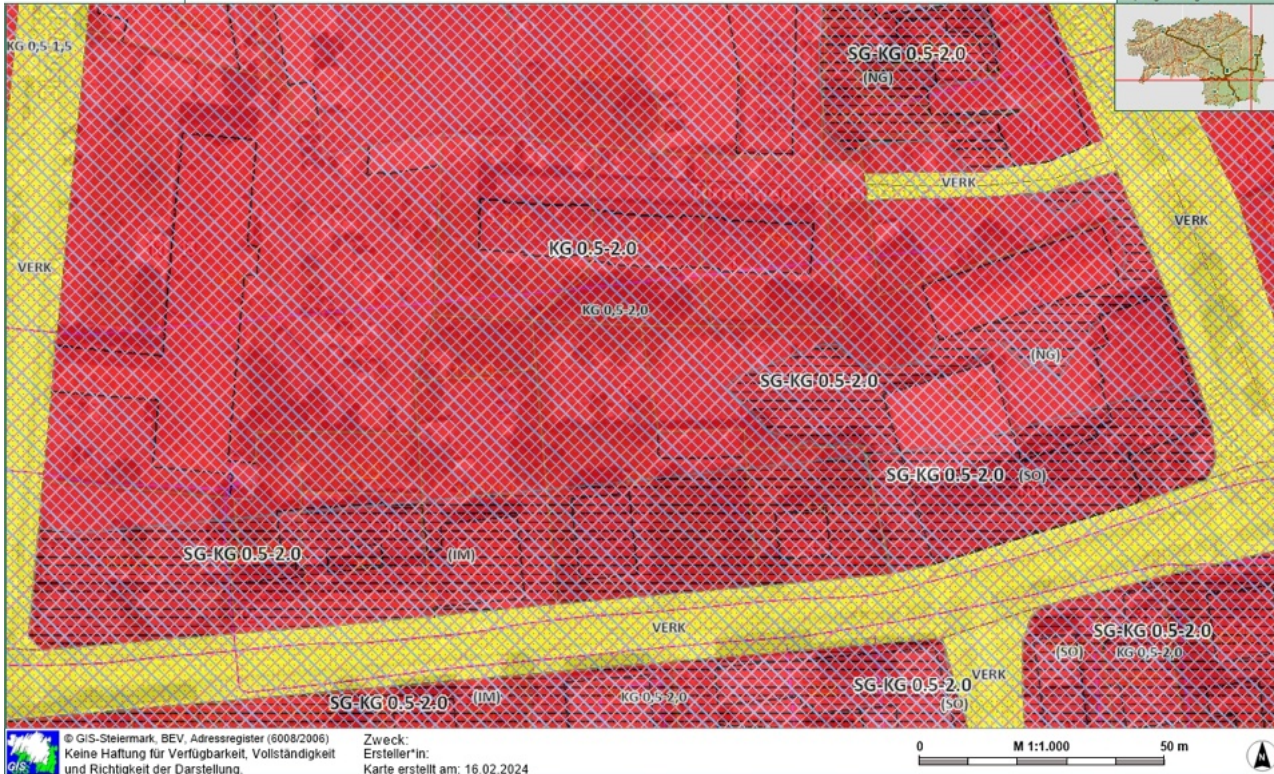 KG 0,5-1,5
SG-KG 0.5-2.0
(NG)
VERK
VERK
KG 0.5-2.0
VERK
KG 0,5-2,0
(NG)
SG-KG 0.5-2.0
SG-KG 0.5-2.0 (SO)
SG-KG 0.5-2.0 (IM)
VERK
SG-KG 0.5-2.0
(SO) KG 0,5-2,0
VERK
SG-KG 0.5-2.0
SG-KG 0.5-2.0 (IM) KG 0,5-2,0
(SO)
GIS
© GIS-Steiermark, BEV, Adressregister (6008/2006)
Keine Haftung für Verfügbarkeit, Vollständigkeit
und Richtigkeit der Darstellung.
Zweck:
Ersteller*in:
Karte erstellt am: 16.02.2024
0 M 1:1.000 50 m
N